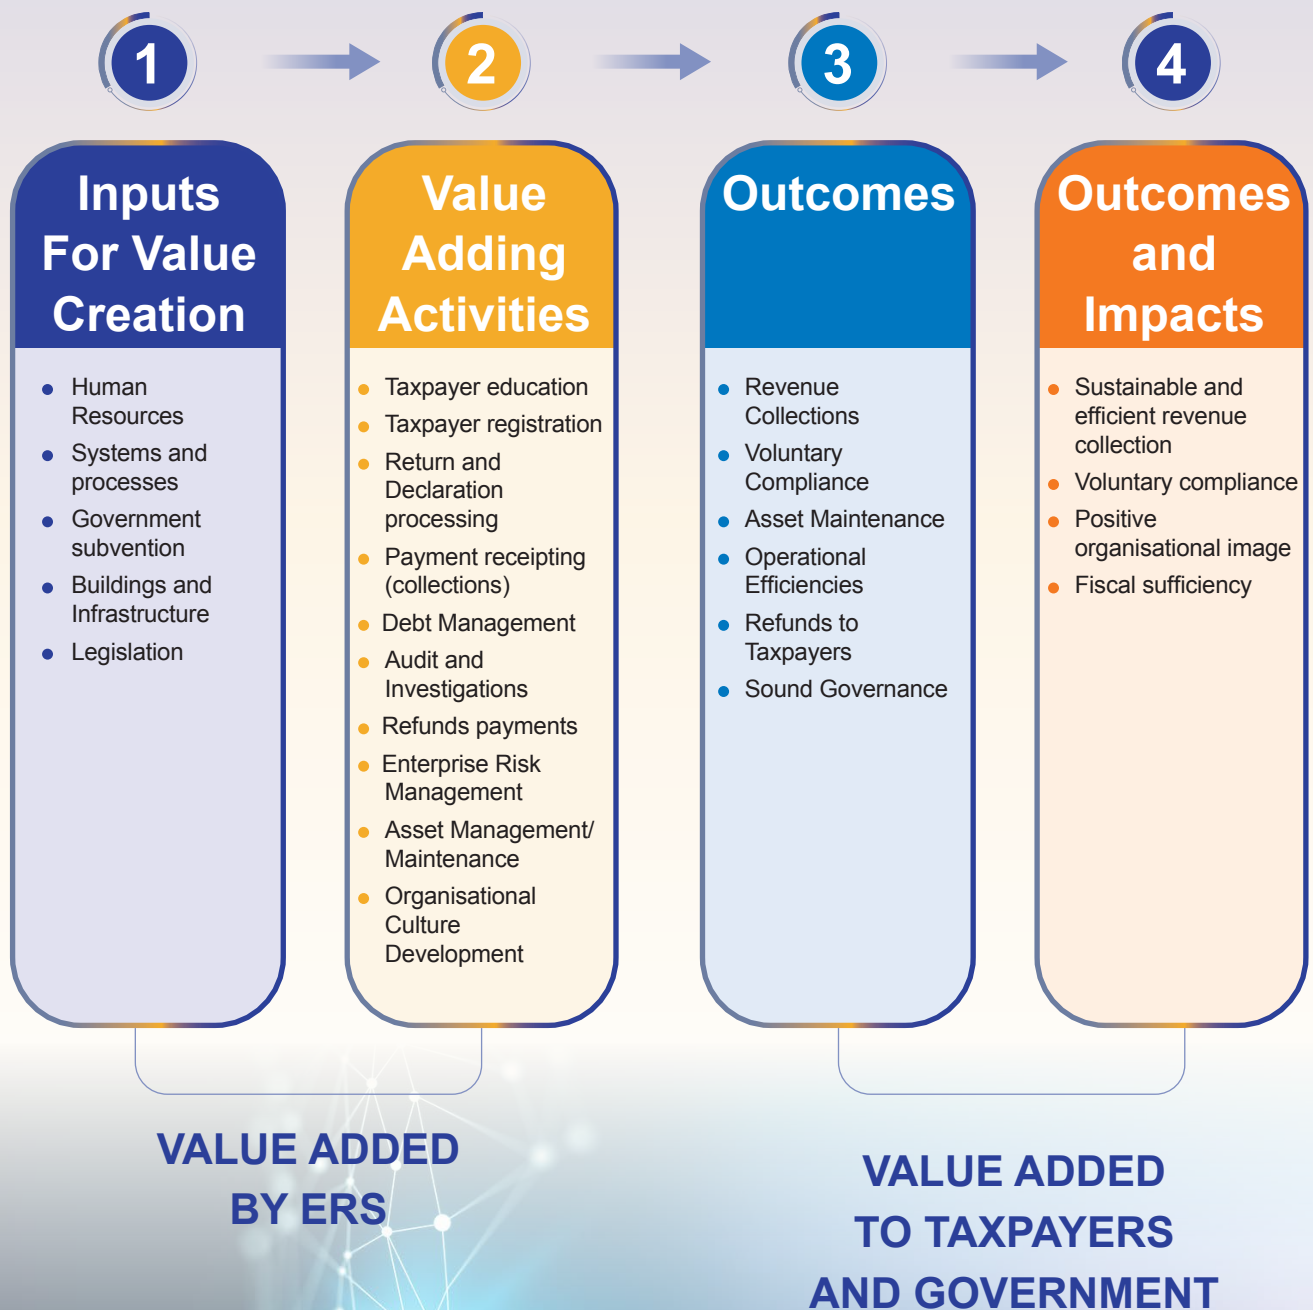 1
2
3
4
Inputs
For Value
Creation
Human
Resources
Systems and
processes
Government
subvention
Buildings and
Infrastructure
Legislation
Value
Adding
Activities
Taxpayer education
Taxpayer registration
Return and
Declaration
processing
Payment receipting
(collections)
Debt Management
Audit and
Investigations
Refunds payments
Enterprise Risk
Management
Asset Management/
Maintenance
Organisational
Culture
Development
Outcomes
Revenue
Collections
Voluntary
Compliance
Asset Maintenance
Operational
Efficiencies
Refunds to
Taxpayers
Sound Governance
Outcomes
and
Impacts
Sustainable and
efficient revenue
collection
Voluntary compliance
Positive
organisational image
Fiscal sufficiency
VALUE ADDED
BY ERS
VALUE ADDED
TO TAXPAYERS
AND GOVERNMENT